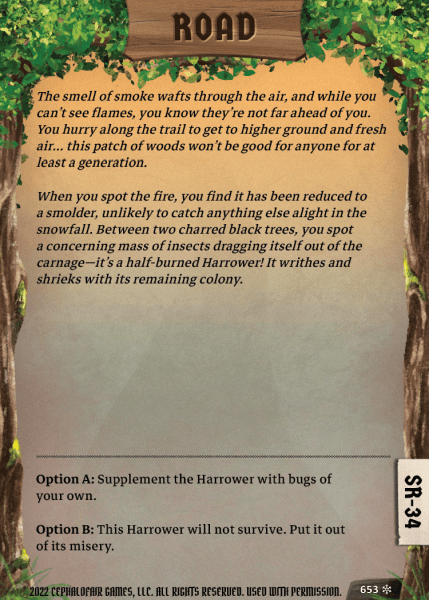 ROAD
The smell of smoke wafts through the air, and while you
can't see flames, you know they're not far ahead of you.
You hurry along the trail to get to higher ground and fresh
air... this patch of woods won't be good for anyone for at
least a generation.
When you spot the fire, you find it has been reduced to
a smolder, unlikely to catch anything else alight in the
snowfall. Between two charred black trees, you spot
a concerning mass of insects dragging itself out of the
carnage—it's a half-burned Harrower! It writhes and
shrieks with its remaining colony.
Option A: Supplement the Harrower with bugs of
your own.
Option B: This Harrower will not survive. Put it out
of its misery.
SR-34
2022 CEPHALOFAIR GAMES, LLC. ALL RIGHTS RESERVED. USED WITH PERMISSION.
653